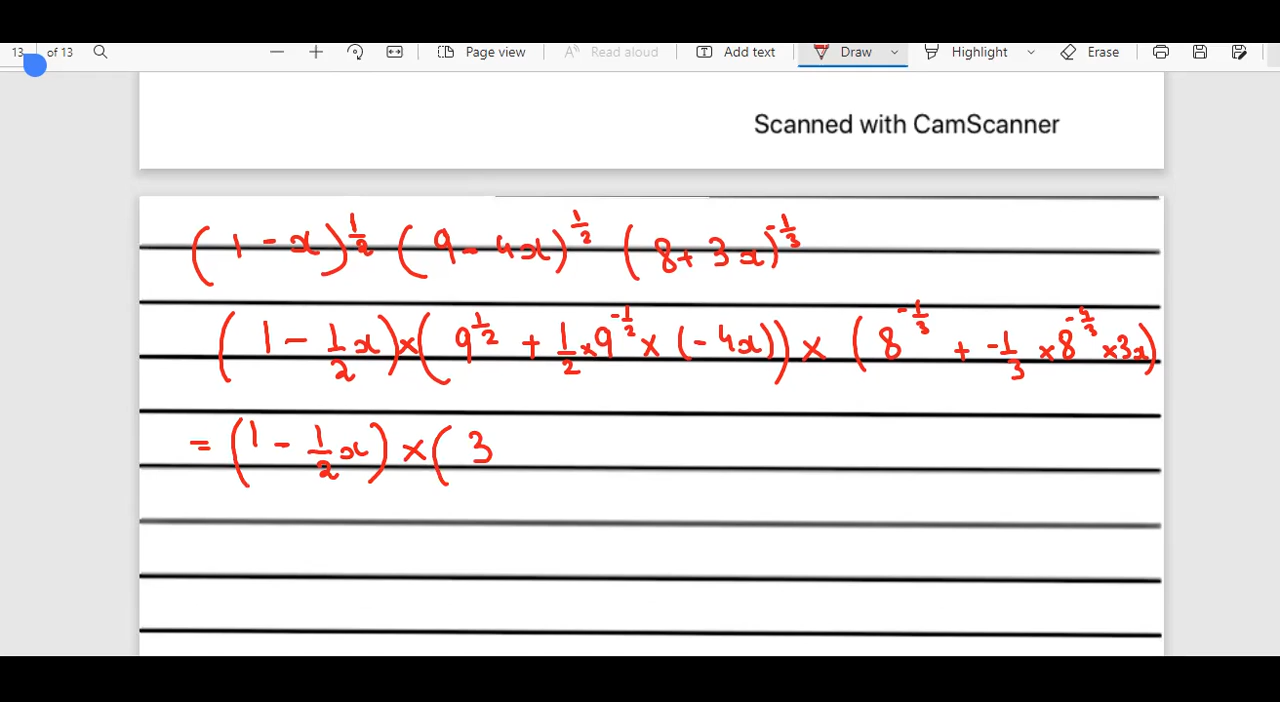 13 of 13 Page view Read aloud Add text Draw Highlight Erase
Scanned with CamScanner
(1 - x)^{1/2} (9 - 4x)^{1/2} (8 + 3x)^{-1/3}
(1 - 1/2 x) × (9^{1/2} + 1/2 × 9^{-1/2} × (-4x)) × (8^{-1/3} + -1/3 × 8^{-4/3} × 3x)
= (1 - 1/2 x) × (3